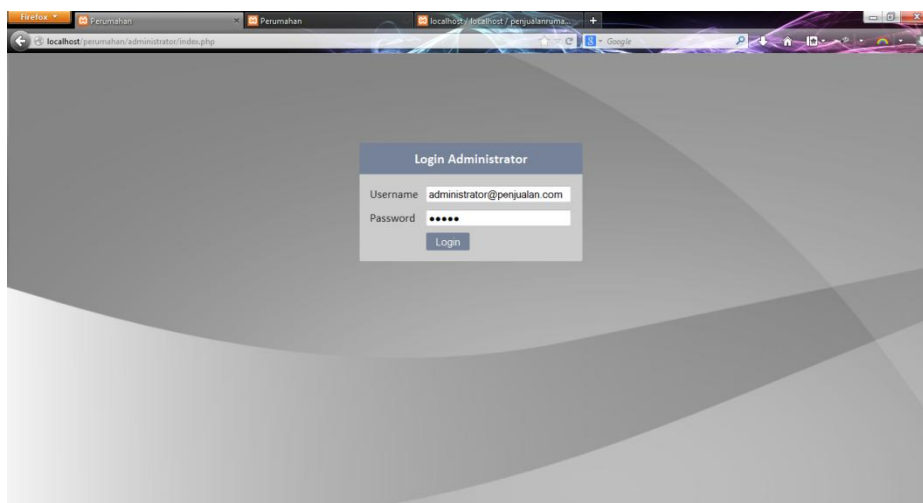 Firefox
Perumahan
Perumahan
localhost / localhost / penjualanruma...
localhost/perumahan/administrator/index.php
Google
Login Administrator
Username administrator@penjualan.com
Password
Login